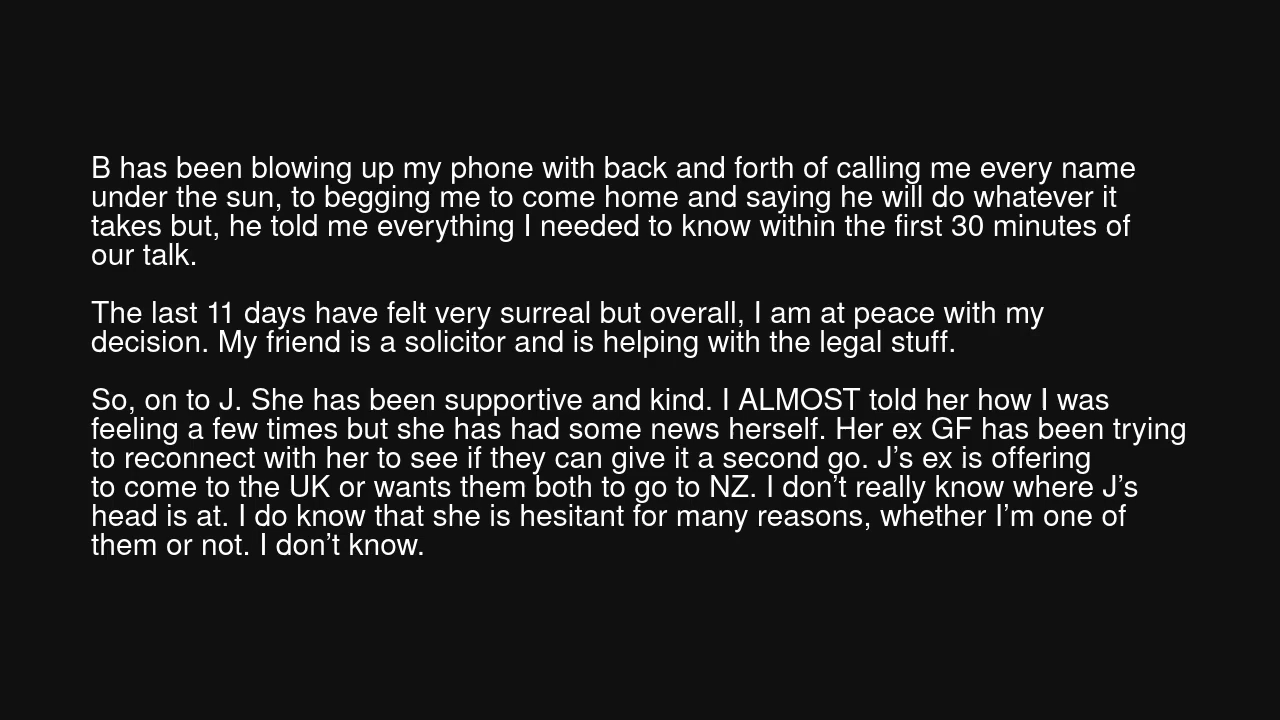 B has been blowing up my phone with back and forth of calling me every name
under the sun, to begging me to come home and saying he will do whatever it
takes but, he told me everything I needed to know within the first 30 minutes of
our talk.
The last 11 days have felt very surreal but overall, I am at peace with my
decision. My friend is a solicitor and is helping with the legal stuff.
So, on to J. She has been supportive and kind. I ALMOST told her how I was
feeling a few times but she has had some news herself. Her ex GF has been trying
to reconnect with her to see if they can give it a second go. J’s ex is offering
to come to the UK or wants them both to go to NZ. I don’t really know where J’s
head is at. I do know that she is hesitant for many reasons, whether I’m one of
them or not. I don’t know.